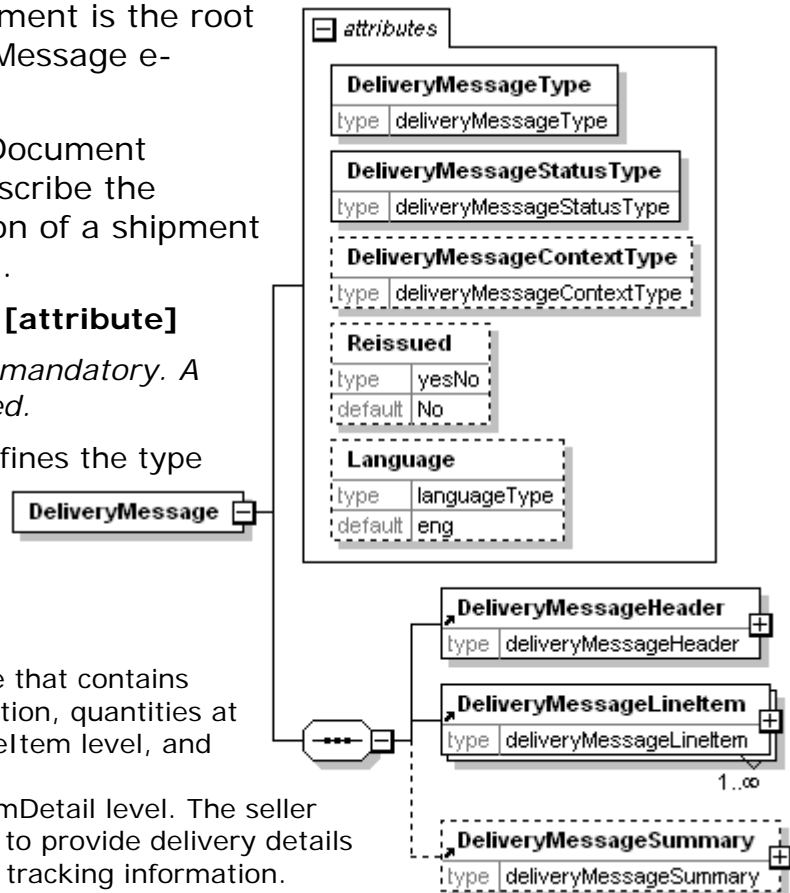 ment is the root
Message e-
Document
scribe the
on of a shipment
.
[attribute]
mandatory. A
ed.
fines the type
e that contains
tion, quantities at
eItem level, and
mDetail level. The seller
to provide delivery details
tracking information.
attributes
DeliveryMessageType
type deliveryMessageType
DeliveryMessageStatusType
type deliveryMessageStatusType
DeliveryMessageContextType
type deliveryMessageContextType
Reissued
type yesNo
default No
Language
type languageType
default eng
DeliveryMessage
DeliveryMessageHeader
type deliveryMessageHeader
DeliveryMessageLineItem
type deliveryMessageLineItem
1..∞
DeliveryMessageSummary
type deliveryMessageSummary